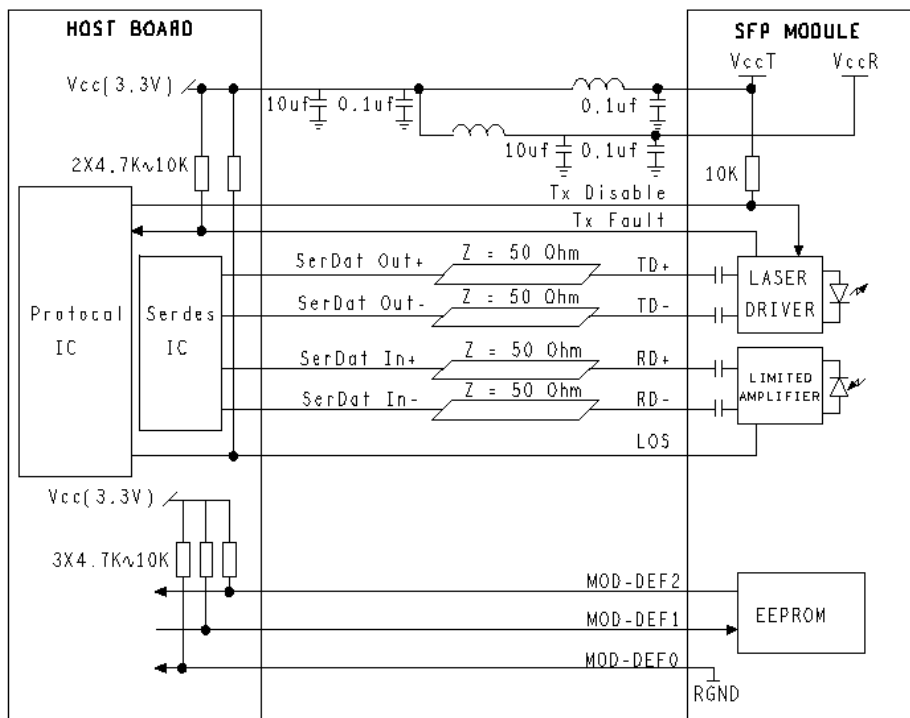 HOST BOARD
SFP MODULE
VccT
VccR
Vcc(3.3V)
10uf
0.1uf
0.1uf
10uf
0.1uf
2X4.7K~10K
10K
Tx Disable
Tx Fault
SerDat Out+
Z = 50 Ohm
TD+
SerDat Out-
Z = 50 Ohm
TD-
LASER
DRIVER
Protocal
IC
Serdes
IC
SerDat In+
Z = 50 Ohm
RD+
SerDat In-
Z = 50 Ohm
RD-
LIMITED
AMPLIFIER
LOS
Vcc(3.3V)
3X4.7K~10K
MOD-DEF2
MOD-DEF1
EEPROM
MOD-DEF0
RGND